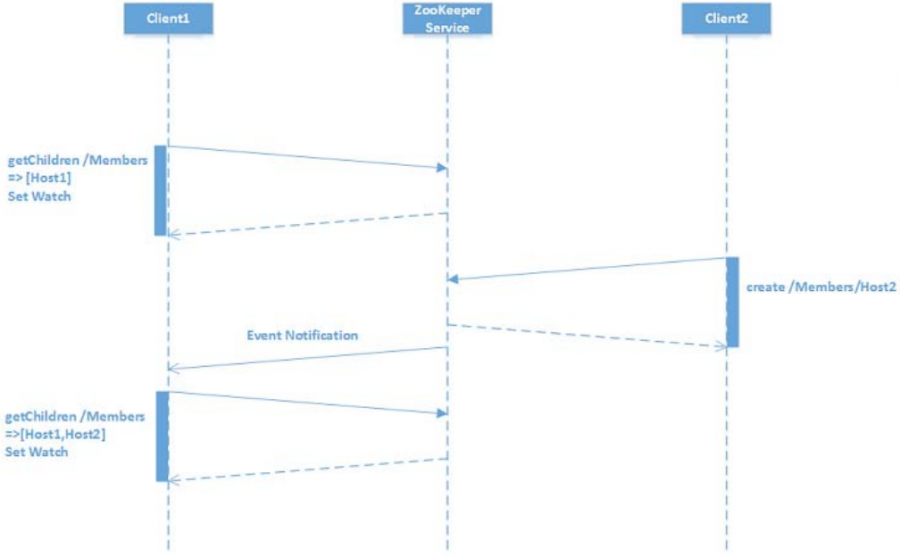 Client1
ZooKeeper
Service
Client2
getChildren /Members
=> [Host1]
Set Watch
create /Members/Host2
Event Notification
getChildren /Members
=>[Host1,Host2]
Set Watch